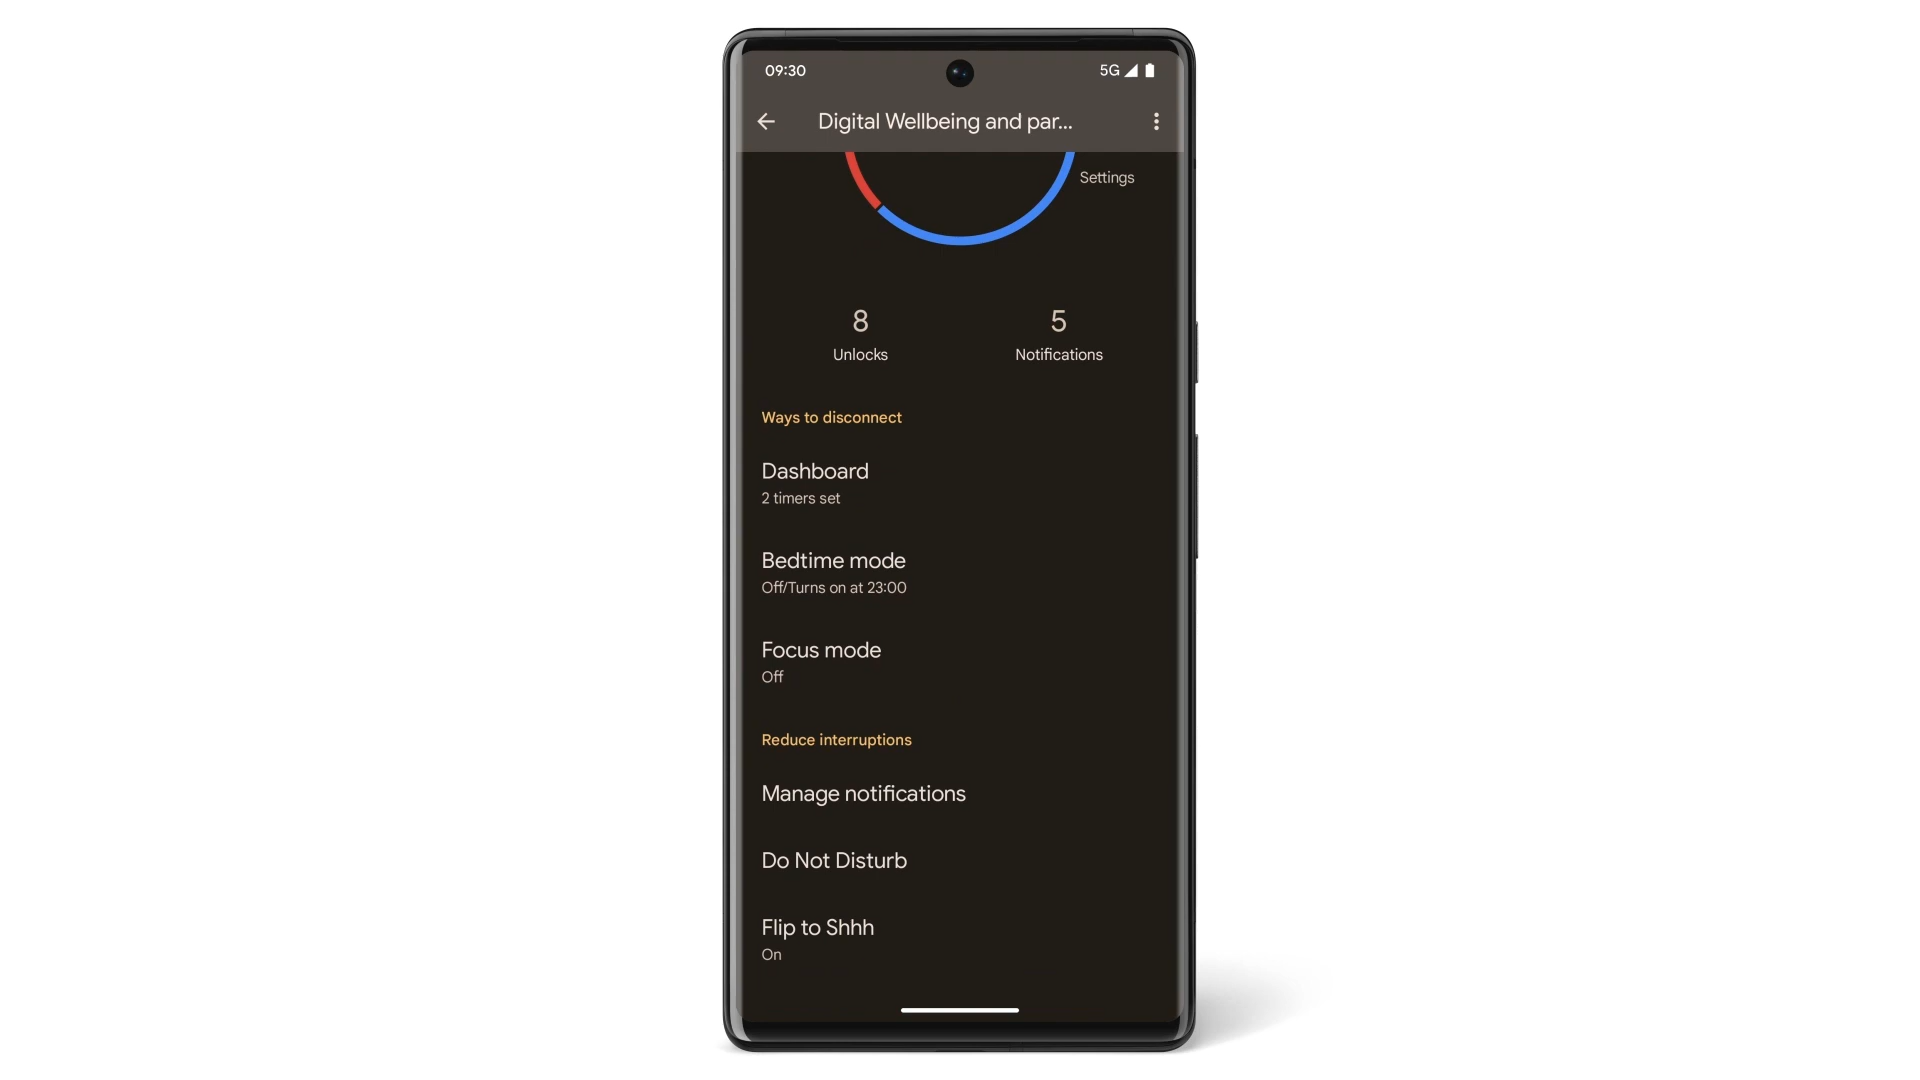 09:30
5G
Digital Wellbeing and par...
Settings
8
5
Unlocks
Notifications
Ways to disconnect
Dashboard
2 timers set
Bedtime mode
Off/Turns on at 23:00
Focus mode
Off
Reduce interruptions
Manage notifications
Do Not Disturb
Flip to Shhh
On